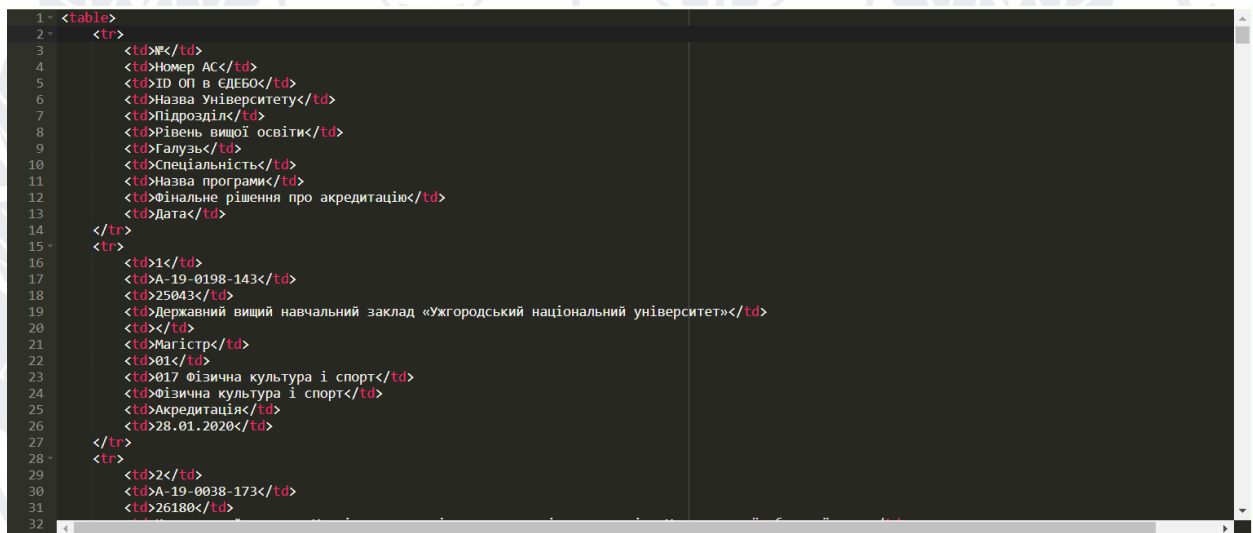 1 <table>
2 <tr>
3 <td>№</td>
4 <td>Номер АС</td>
5 <td>ID ОП в ЄДЕБО</td>
6 <td>Назва Університету</td>
7 <td>Підрозділ</td>
8 <td>Рівень вищої освіти</td>
9 <td>Галузь</td>
10 <td>Спеціальність</td>
11 <td>Назва програми</td>
12 <td>Фінальне рішення про акредитацію</td>
13 <td>Дата</td>
14 </tr>
15 <tr>
16 <td>1</td>
17 <td>А-19-0198-143</td>
18 <td>25043</td>
19 <td>Державний вищий навчальний заклад «Ужгородський національний університет»</td>
20 <td></td>
21 <td>Магістр</td>
22 <td>01</td>
23 <td>017 Фізична культура і спорт</td>
24 <td>Фізична культура і спорт</td>
25 <td>Акредитація</td>
26 <td>28.01.2020</td>
27 </tr>
28 <tr>
29 <td>2</td>
30 <td>А-19-0038-173</td>
31 <td>26180</td>
32